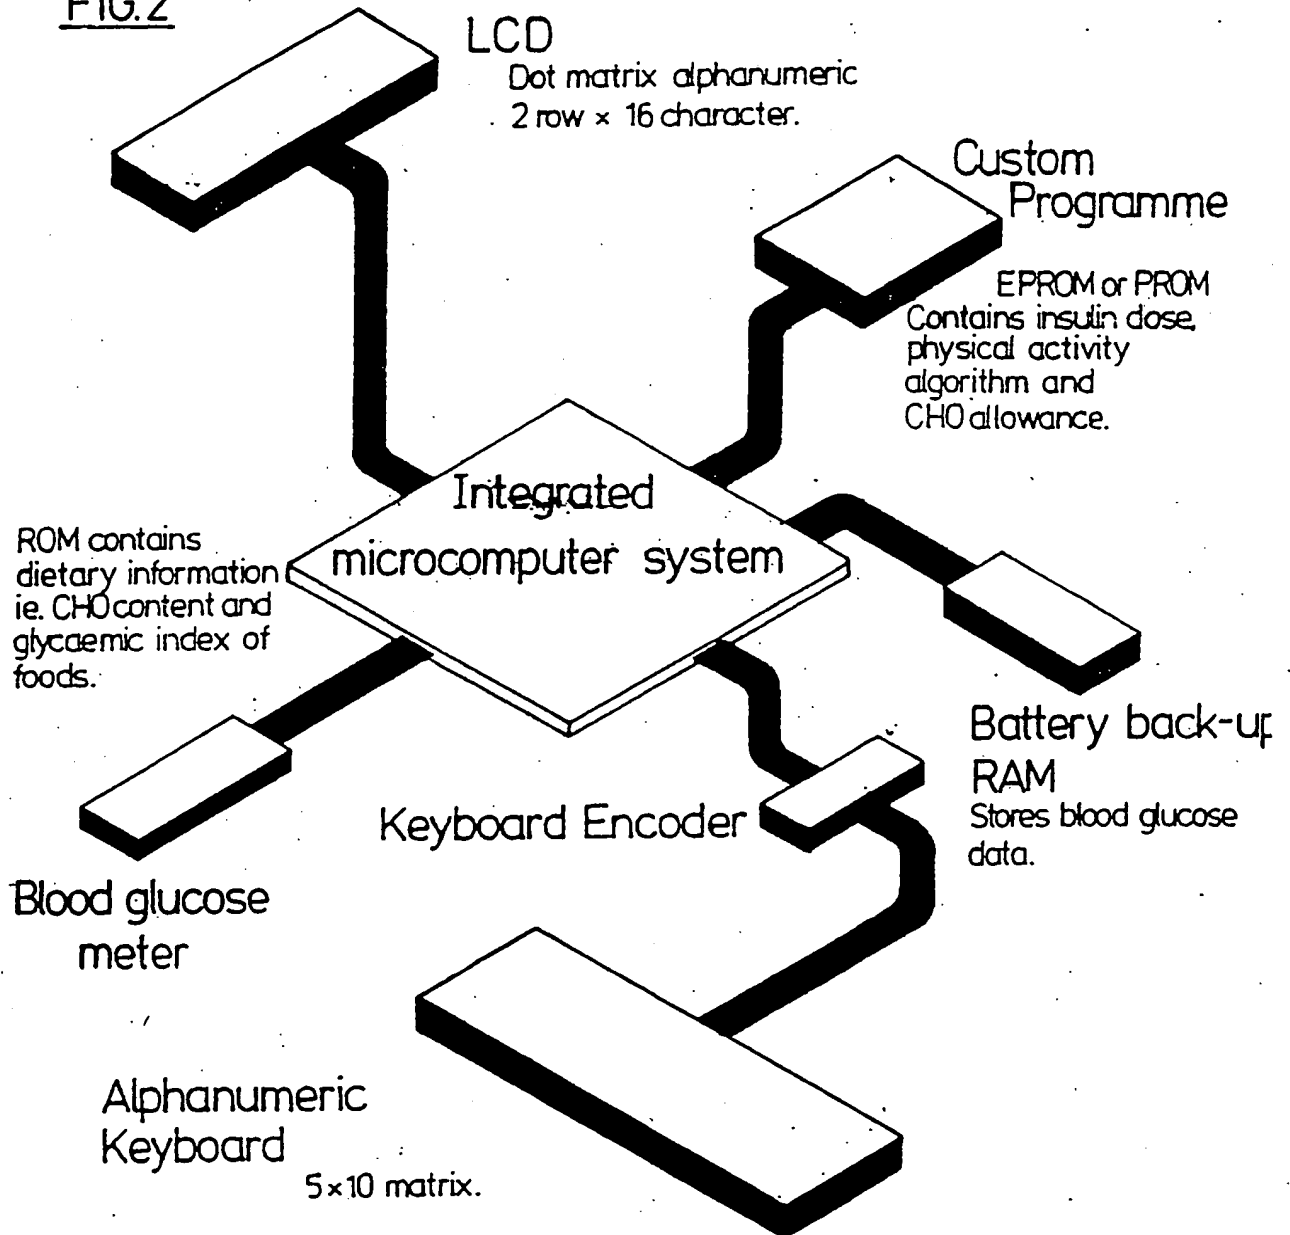 FIG. 2
LCD
Dot matrix alphanumeric
2 row × 16 character.
Custom
Programme
EPROM or PROM
Contains insulin dose,
physical activity
algorithm and
CHO allowance.
Integrated
microcomputer system
ROM contains
dietary information
ie. CHO content and
glycaemic index of
foods.
Battery back-up
RAM
Stores blood glucose
data.
Keyboard Encoder
Blood glucose
meter
Alphanumeric
Keyboard
5×10 matrix.